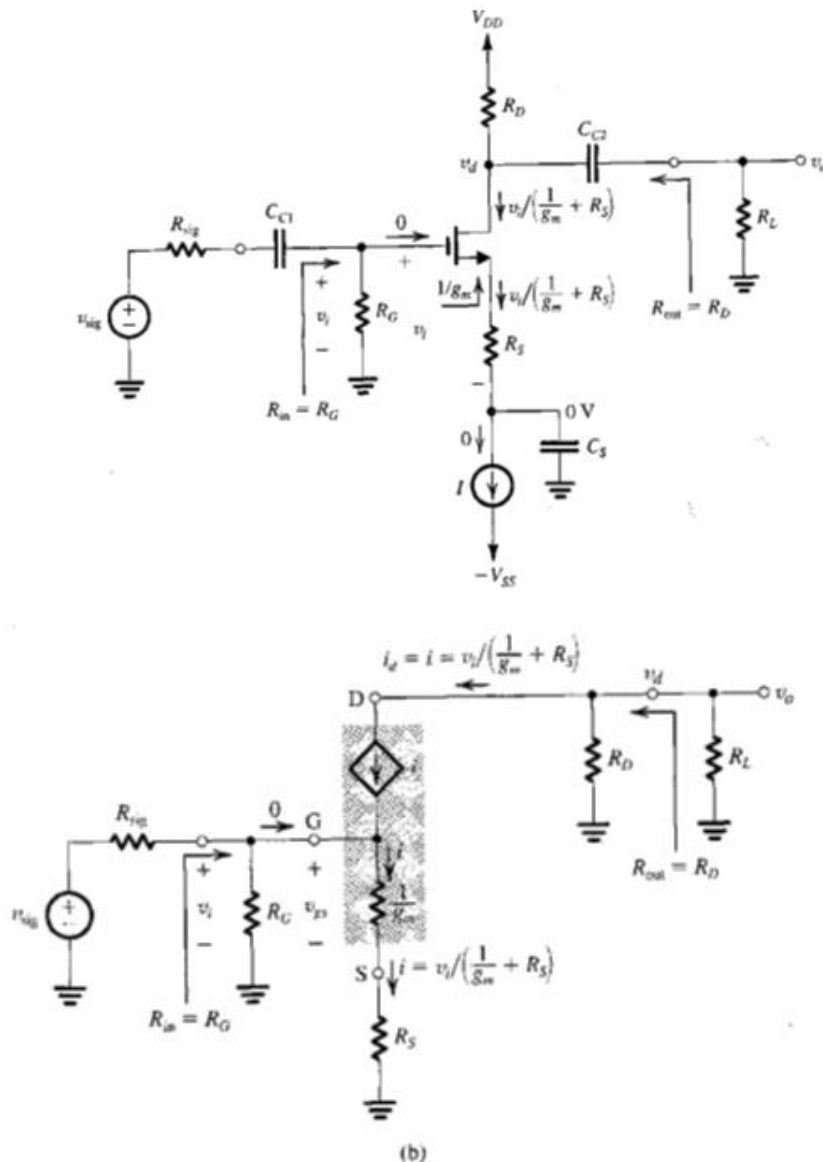 V_DD
R_D
C_C2
v_d
v_i/(1/g_m + R_S)
R_L
C_C1
R_sig
0
+
1/g_m
v_i/(1/g_m + R_S)
R_out = R_D
v_sig
+
-
+
v_i
-
R_G
v_i
R_S
-
R_in = R_G
0 V
0
C_S
I
-V_SS
i_d = i = v_i/(1/g_m + R_S)
D
v_d
v_o
i
R_D
R_L
R_sig
0
G
i
R_out = R_D
v_sig
+
+
v_i
-
R_G
+
v_gs
-
1/g_m
S
i = v_i/(1/g_m + R_S)
R_in = R_G
R_S
(b)